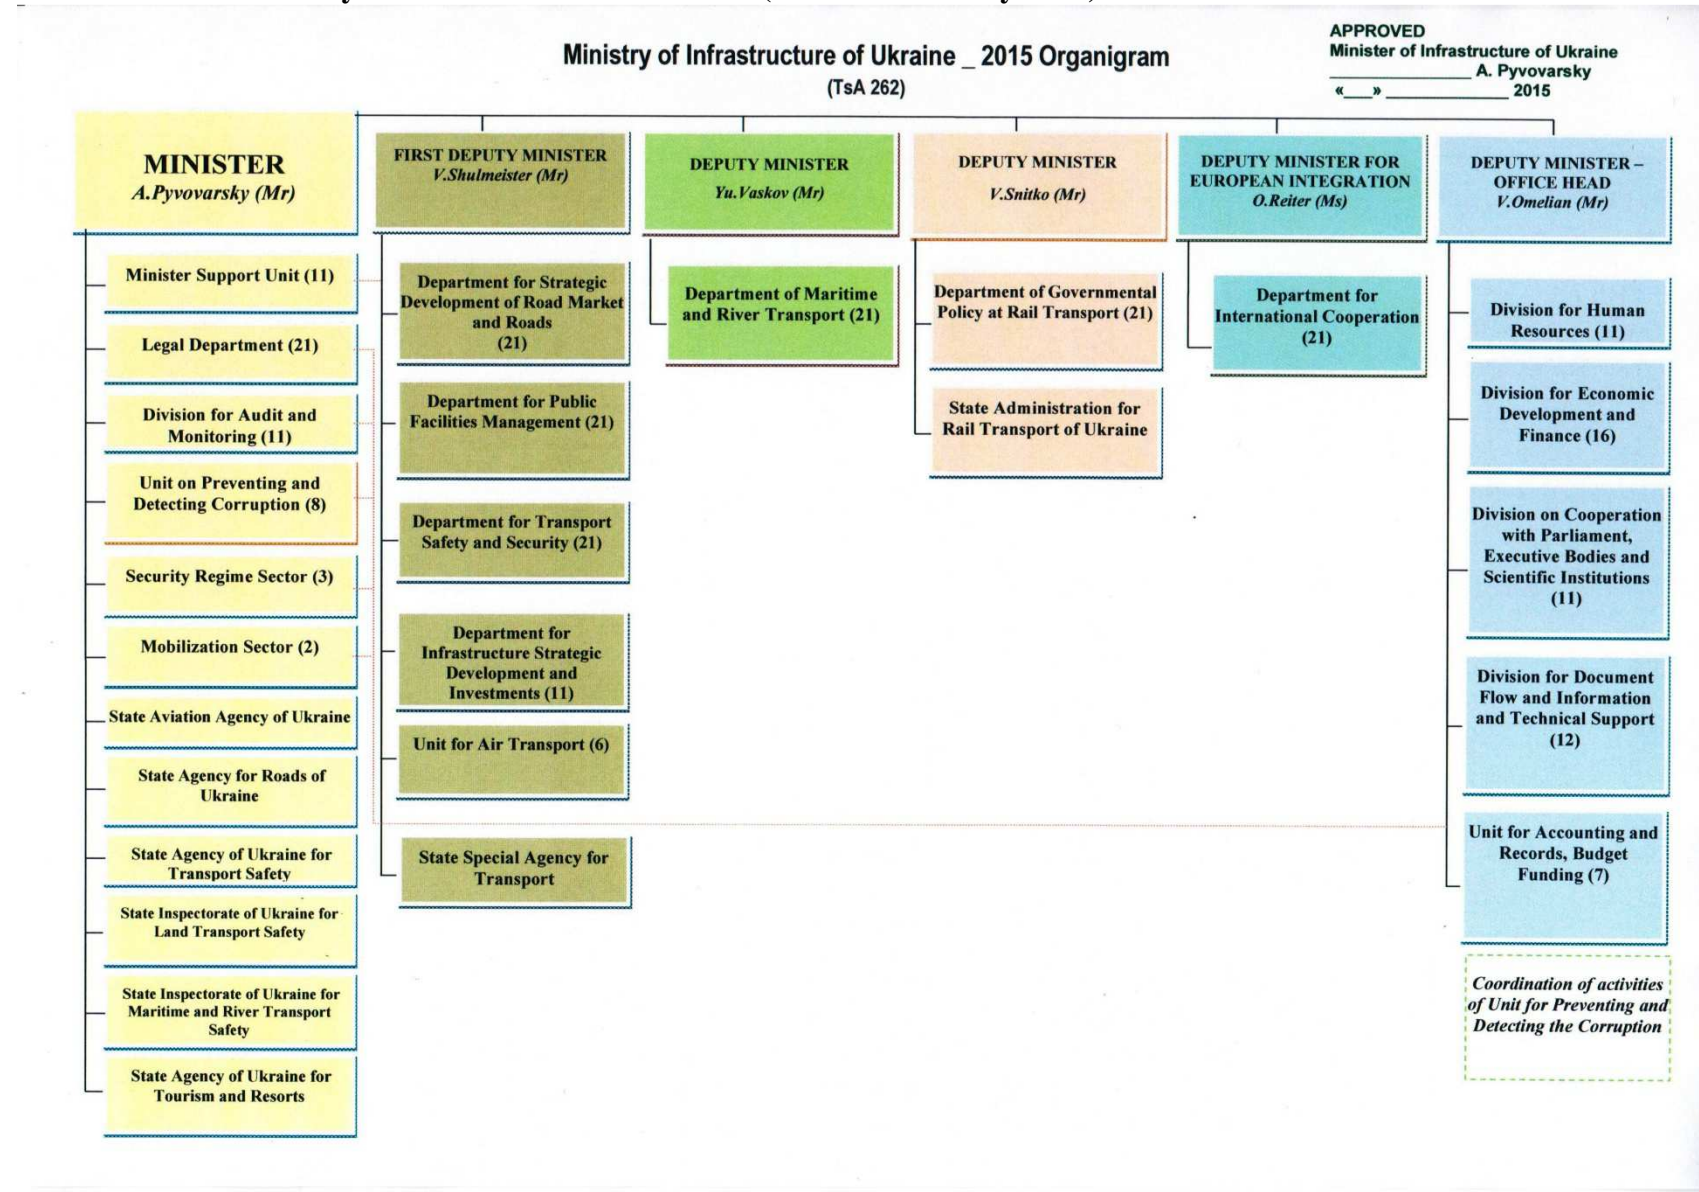 Ministry of Infrastructure of Ukraine _ 2015 Organigram
(TsA 262)
APPROVED
Minister of Infrastructure of Ukraine
_______________ A. Pyvovarsky
«___» _____________ 2015
MINISTER
A.Pyvovarsky (Mr)
Minister Support Unit (11)
Legal Department (21)
Division for Audit and
Monitoring (11)
Unit on Preventing and
Detecting Corruption (8)
Security Regime Sector (3)
Mobilization Sector (2)
State Aviation Agency of Ukraine
State Agency for Roads of
Ukraine
State Agency of Ukraine for
Transport Safety
State Inspectorate of Ukraine for
Land Transport Safety
State Inspectorate of Ukraine for
Maritime and River Transport
Safety
State Agency of Ukraine for
Tourism and Resorts
FIRST DEPUTY MINISTER
V.Shulmeister (Mr)
Department for Strategic
Development of Road Market
and Roads
(21)
Department for Public
Facilities Management (21)
Department for Transport
Safety and Security (21)
Department for
Infrastructure Strategic
Development and
Investments (11)
Unit for Air Transport (6)
State Special Agency for
Transport
DEPUTY MINISTER
Yu.Vaskov (Mr)
Department of Maritime
and River Transport (21)
DEPUTY MINISTER
V.Snitko (Mr)
Department of Governmental
Policy at Rail Transport (21)
State Administration for
Rail Transport of Ukraine
DEPUTY MINISTER FOR
EUROPEAN INTEGRATION
O.Reiter (Ms)
Department for
International Cooperation
(21)
DEPUTY MINISTER –
OFFICE HEAD
V.Omelian (Mr)
Division for Human
Resources (11)
Division for Economic
Development and
Finance (16)
Division on Cooperation
with Parliament,
Executive Bodies and
Scientific Institutions
(11)
Division for Document
Flow and Information
and Technical Support
(12)
Unit for Accounting and
Records, Budget
Funding (7)
Coordination of activities
of Unit for Preventing and
Detecting the Corruption